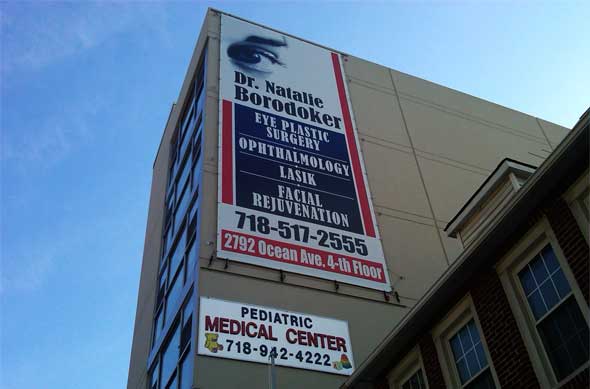 Dr. Natalie
Borodoker
EYE PLASTIC
SURGERY
•
OPHTHALMOLOGY
•
LASIK
•
FACIAL
REJUVENATION
718-517-2555
2792 Ocean Ave. 4-th Floor
PEDIATRIC
MEDICAL CENTER
718-942-4222